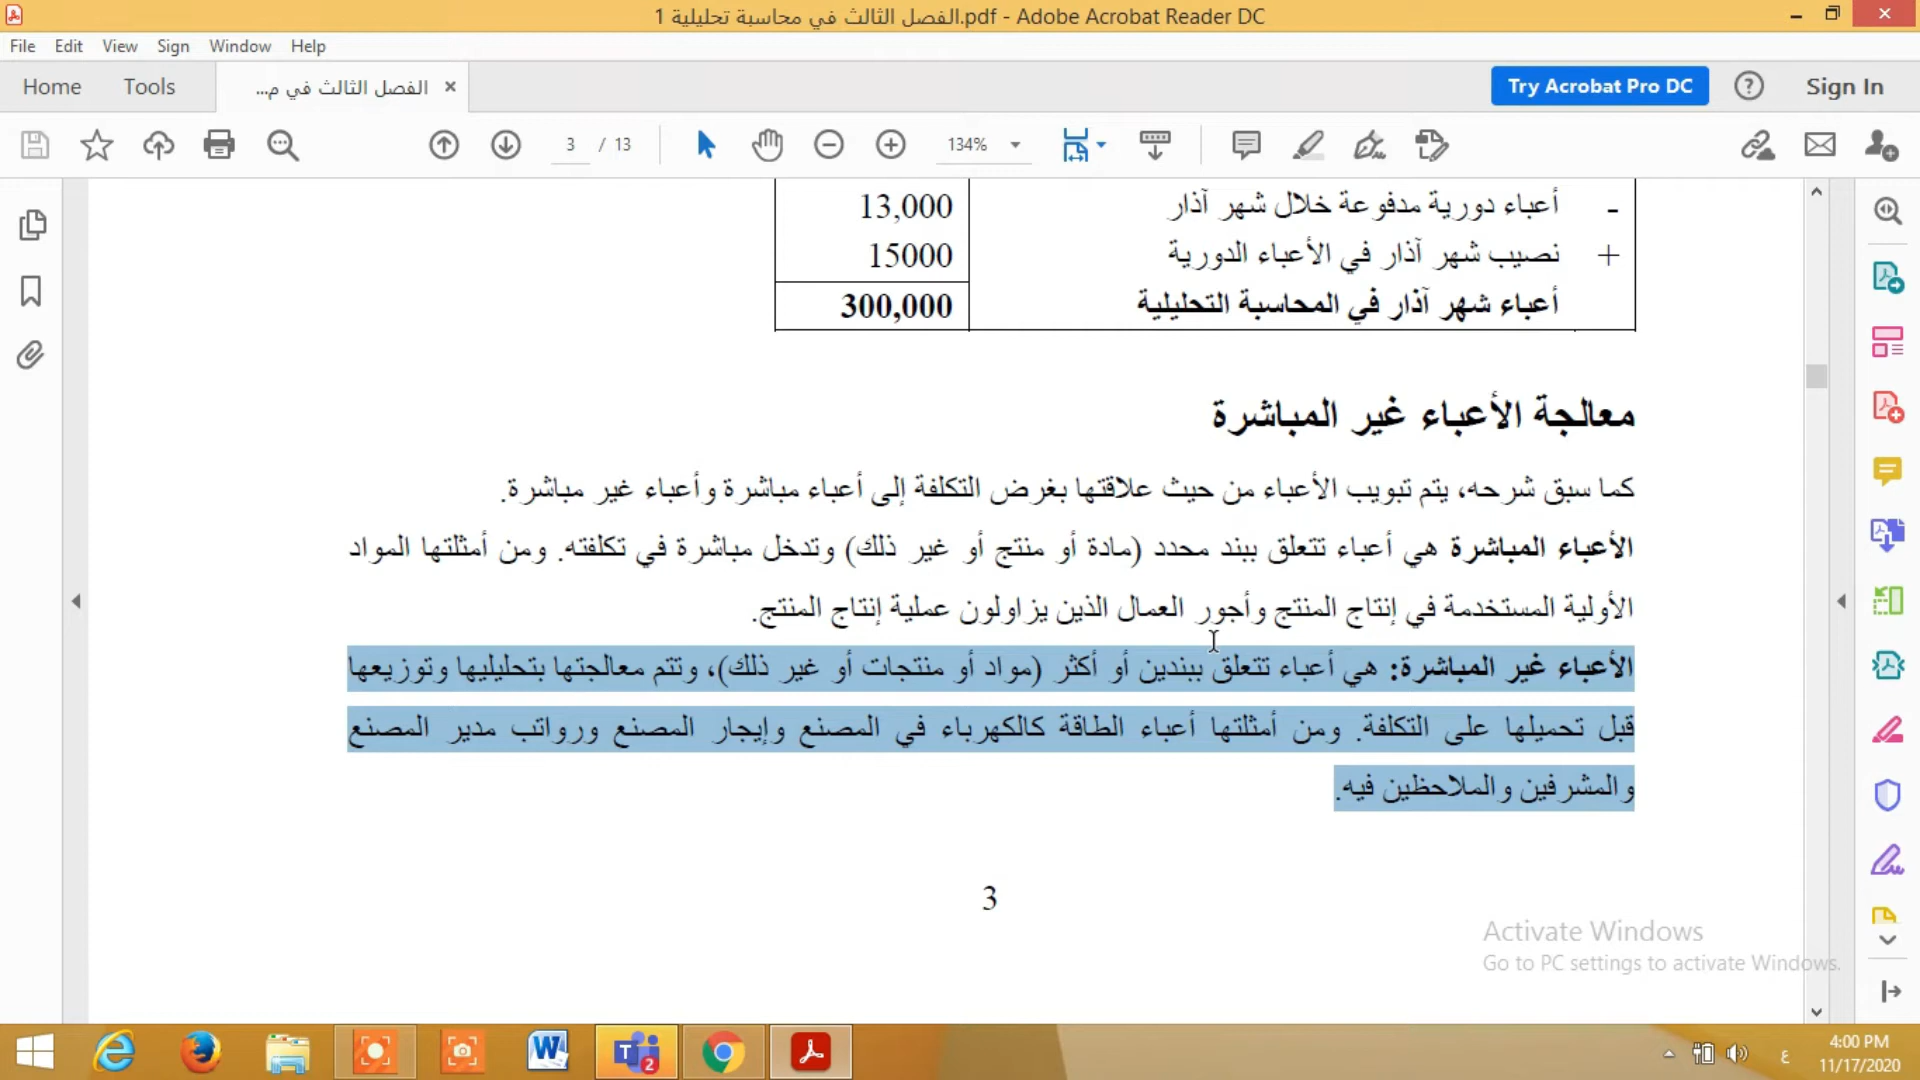 الفصل الثالث في محاسبة تحليلية 1.pdf - Adobe Acrobat Reader DC
File Edit View Sign Window Help
Home Tools الفصل الثالث في م... × Try Acrobat Pro DC ? Sign In
3 / 13 134%
- أعباء دورية مدفوعة خلال شهر آذار 13,000
+ نصيب شهر آذار في الأعباء الدورية 15000
أعباء شهر آذار في المحاسبة التحليلية 300,000
معالجة الأعباء غير المباشرة
كما سبق شرحه، يتم تبويب الأعباء من حيث علاقتها بغرض التكلفة إلى أعباء مباشرة وأعباء غير مباشرة.
الأعباء المباشرة هي أعباء تتعلق ببند محدد (مادة أو منتج أو غير ذلك) وتدخل مباشرة في تكلفته. ومن أمثلتها المواد
الأولية المستخدمة في إنتاج المنتج وأجور العمال الذين يزاولون عملية إنتاج المنتج.
الأعباء غير المباشرة: هي أعباء تتعلق ببندين أو أكثر (مواد أو منتجات أو غير ذلك)، وتتم معالجتها بتحليليها وتوزيعها
قبل تحميلها على التكلفة. ومن أمثلتها أعباء الطاقة كالكهرباء في المصنع وإيجار المصنع ورواتب مدير المصنع
والمشرفين والملاحظين فيه.
3
Activate Windows
Go to PC settings to activate Windows.
T 2
ع
4:00 PM
11/17/2020